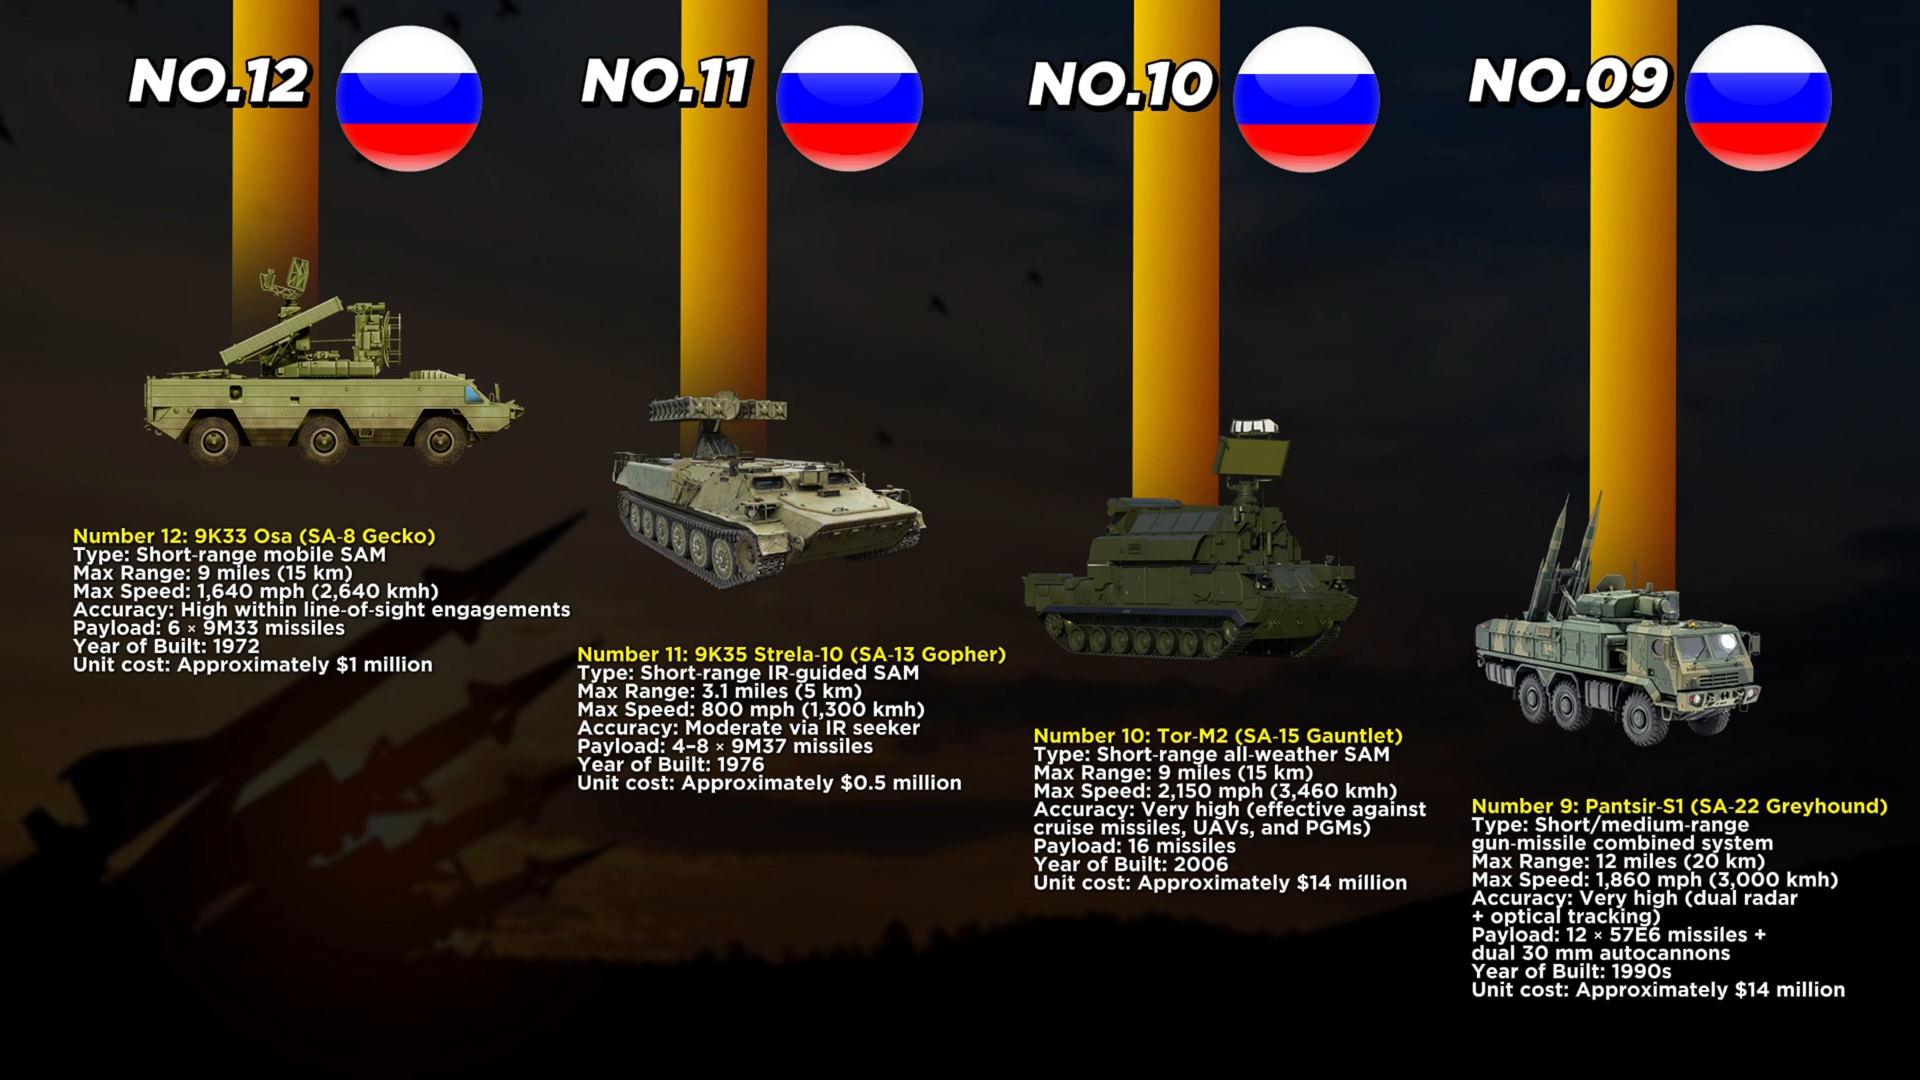 NO.12
Number 12: 9K33 Osa (SA-8 Gecko)
Type: Short-range mobile SAM
Max Range: 9 miles (15 km)
Max Speed: 1,640 mph (2,640 kmh)
Accuracy: High within line-of-sight engagements
Payload: 6 × 9M33 missiles
Year of Built: 1972
Unit cost: Approximately $1 million
NO.11
Number 11: 9K35 Strela-10 (SA-13 Gopher)
Type: Short-range IR-guided SAM
Max Range: 3.1 miles (5 km)
Max Speed: 800 mph (1,300 kmh)
Accuracy: Moderate via IR seeker
Payload: 4–8 × 9M37 missiles
Year of Built: 1976
Unit cost: Approximately $0.5 million
NO.10
Number 10: Tor-M2 (SA-15 Gauntlet)
Type: Short-range all-weather SAM
Max Range: 9 miles (15 km)
Max Speed: 2,150 mph (3,460 kmh)
Accuracy: Very high (effective against
cruise missiles, UAVs, and PGMs)
Payload: 16 missiles
Year of Built: 2006
Unit cost: Approximately $14 million
NO.09
Number 9: Pantsir-S1 (SA-22 Greyhound)
Type: Short/medium-range
gun-missile combined system
Max Range: 12 miles (20 km)
Max Speed: 1,860 mph (3,000 kmh)
Accuracy: Very high (dual radar
+ optical tracking)
Payload: 12 × 57E6 missiles +
dual 30 mm autocannons
Year of Built: 1990s
Unit cost: Approximately $14 million